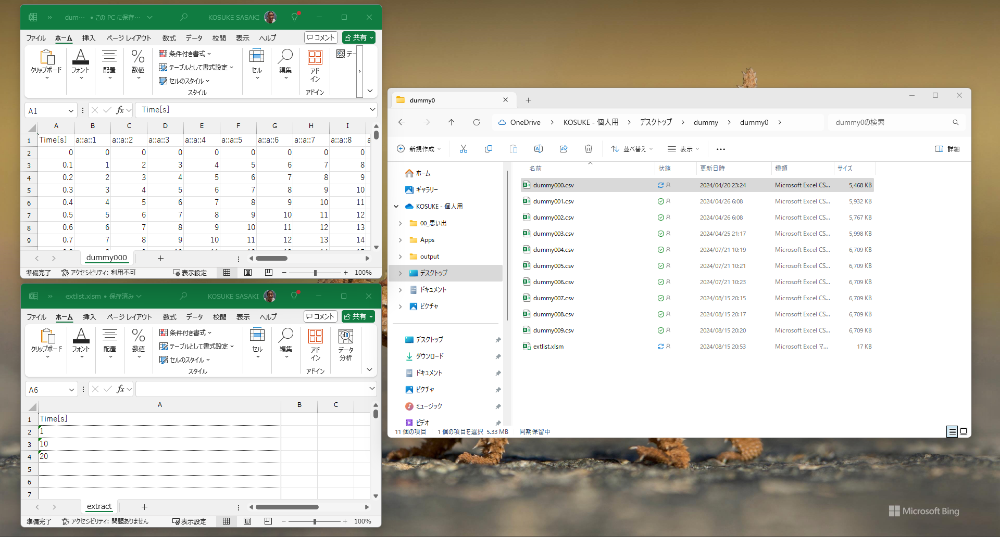 dum… • この PC に保存… KOSUKE SASAKI
ファイル ホーム 挿入 ページ レイアウト 数式 データ 校閲 表示 ヘルプ コメント 共有
クリップボード フォント 配置 数値 条件付き書式 テーブルとして書式設定 セルのスタイル スタイル セル 編集 アド イン アドイン デー
A1 fx Time[s]
A B C D E F G H I
1 Time[s] a::a::1 a::a::2 a::a::3 a::a::4 a::a::5 a::a::6 a::a::7 a::a::8 a
2 0 0 0 0 0 0 0 0 0
3 0.1 1 2 3 4 5 6 7 8
4 0.2 2 3 4 5 6 7 8 9
5 0.3 3 4 5 6 7 8 9 10
6 0.4 4 5 6 7 8 9 10 11
7 0.5 5 6 7 8 9 10 11 12
8 0.6 6 7 8 9 10 11 12 13
9 0.7 7 8 9 10 11 12 13 14
dummy000
準備完了 アクセシビリティ: 利用不可 表示設定 100%
extlist.xlsm • 保存済み KOSUKE SASAKI
ファイル ホーム 挿入 ページ レイアウト 数式 データ 校閲 表示 ヘルプ コメント 共有
クリップボード フォント 配置 数値 条件付き書式 テーブルとして書式設定 セルのスタイル スタイル セル 編集 アド イン アドイン データ 分析
A6 fx
A B C
1 Time[s]
2 1
3 10
4 20
5
6
7
extract
準備完了 アクセシビリティ: 問題ありません 表示設定 100%
dummy0
OneDrive KOSUKE - 個人用 デスクトップ dummy dummy0 dummy0の検索
新規作成 並べ替え 表示 詳細
ホーム
ギャラリー
KOSUKE - 個人用
00_思い出
Apps
output
デスクトップ
ドキュメント
ピクチャ
デスクトップ
ダウンロード
ドキュメント
ピクチャ
ミュージック
ビデオ
名前 状態 更新日時 種類 サイズ
dummy000.csv 2024/04/20 23:24 Microsoft Excel CS... 5,468 KB
dummy001.csv 2024/04/26 6:08 Microsoft Excel CS... 5,932 KB
dummy002.csv 2024/04/26 6:08 Microsoft Excel CS... 5,767 KB
dummy003.csv 2024/04/25 21:17 Microsoft Excel CS... 5,998 KB
dummy004.csv 2024/07/21 10:19 Microsoft Excel CS... 6,709 KB
dummy005.csv 2024/07/21 10:21 Microsoft Excel CS... 6,709 KB
dummy006.csv 2024/07/21 10:23 Microsoft Excel CS... 6,709 KB
dummy007.csv 2024/08/15 20:15 Microsoft Excel CS... 6,709 KB
dummy008.csv 2024/08/15 20:17 Microsoft Excel CS... 6,709 KB
dummy009.csv 2024/08/15 20:20 Microsoft Excel CS... 6,709 KB
extlist.xlsm 2024/08/15 20:53 Microsoft Excel マ... 17 KB
11 個の項目 1 個の項目を選択 5.33 MB 同期保留中
Microsoft Bing